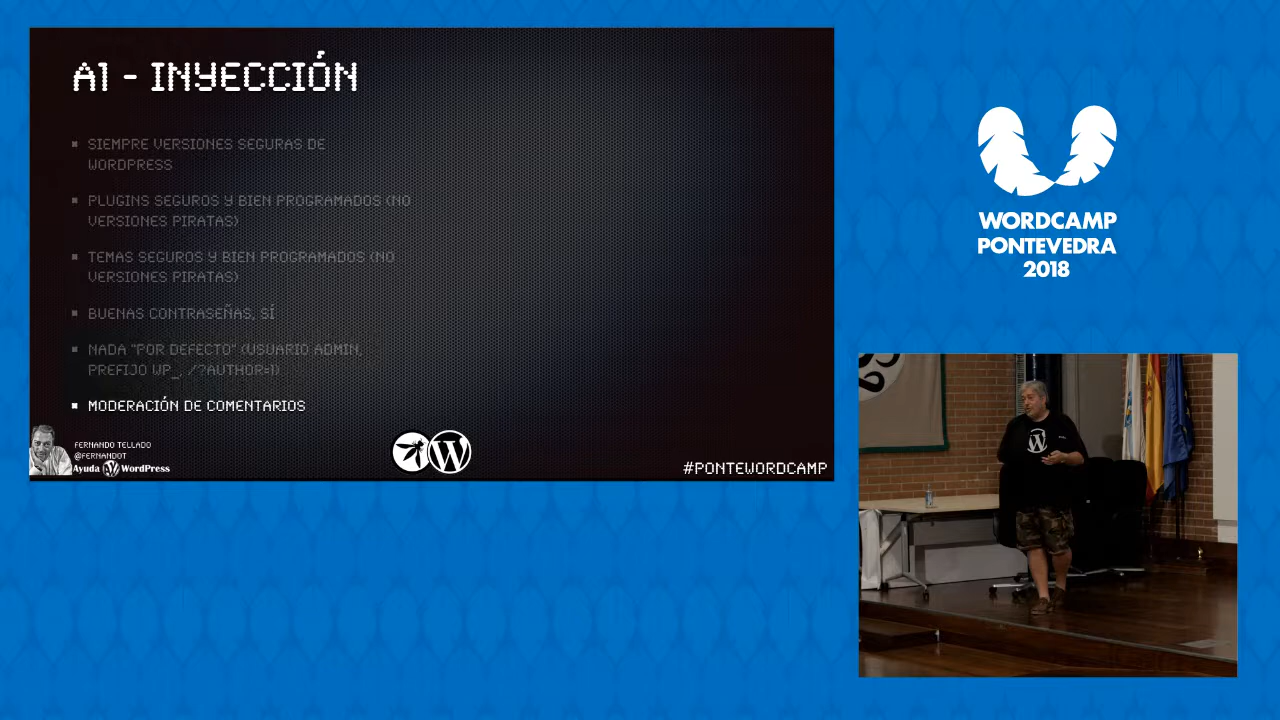 A1 - INYECCIÓN
SIEMPRE VERSIONES SEGURAS DE
WORDPRESS
PLUGINS SEGUROS Y BIEN PROGRAMADOS (NO
VERSIONES PIRATAS)
TEMAS SEGUROS Y BIEN PROGRAMADOS (NO
VERSIONES PIRATAS)
BUENAS CONTRASEÑAS, SÍ
NADA "POR DEFECTO" (USUARIO ADMIN,
PREFIJO WP_, /?AUTHOR=1)
MODERACIÓN DE COMENTARIOS
FERNANDO TELLADO
@FERNANDOT
Ayuda WordPress
#PONTEWORDCAMP
WORDCAMP
PONTEVEDRA
2018